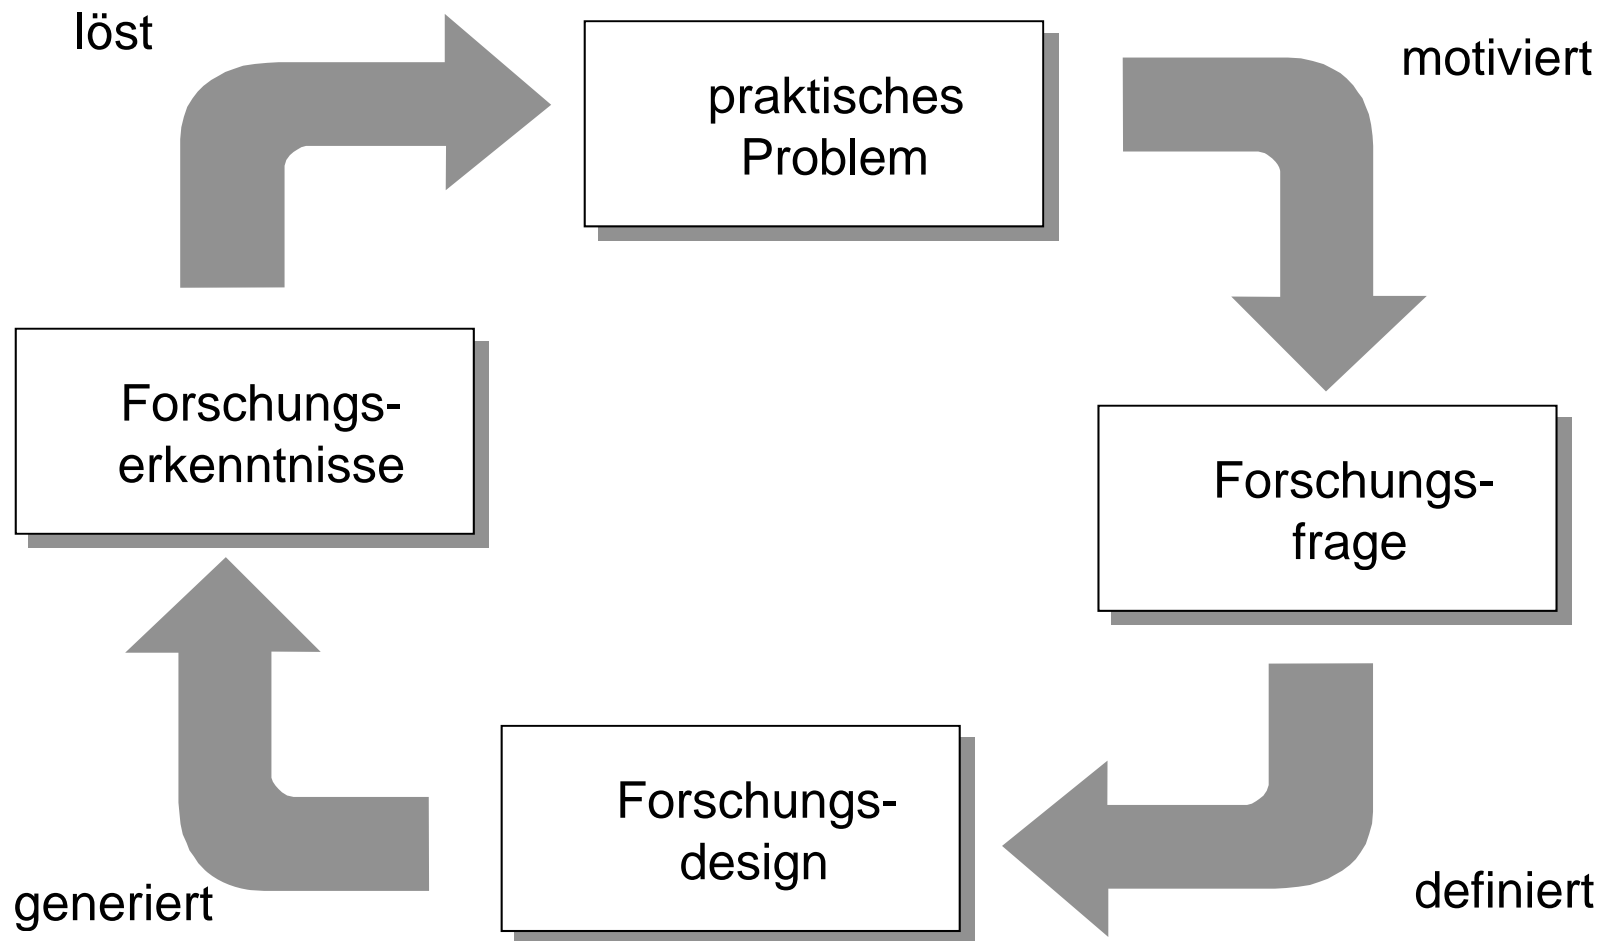 löst
praktisches
Problem
motiviert
Forschungs-
erkenntnisse
Forschungs-
frage
Forschungs-
design
generiert
definiert